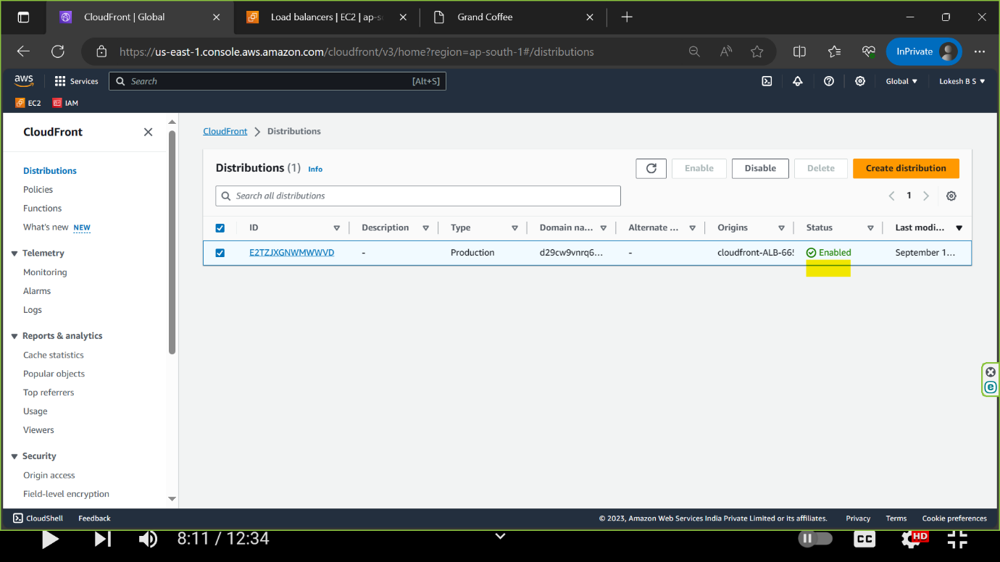 CloudFront | Global
Load balancers | EC2 | ap-so
Grand Coffee
https://us-east-1.console.aws.amazon.com/cloudfront/v3/home?region=ap-south-1#/distributions
InPrivate
aws
Services
Search
[Alt+S]
Global
Lokesh B S
EC2
IAM
CloudFront
Distributions
Policies
Functions
What's new NEW
Telemetry
Monitoring
Alarms
Logs
Reports & analytics
Cache statistics
Popular objects
Top referrers
Usage
Viewers
Security
Origin access
Field-level encryption
CloudFront > Distributions
Distributions (1) Info
Enable
Disable
Delete
Create distribution
Search all distributions
1
ID Description Type Domain na... Alternate ... Origins Status Last modi...
E2TZJXGNWMWWVD - Production d29cw9vnrq6... - cloudfront-ALB-665 Enabled September 1...
CloudShell
Feedback
© 2023, Amazon Web Services India Private Limited or its affiliates.
Privacy
Terms
Cookie preferences
8:11 / 12:34
CC
HD